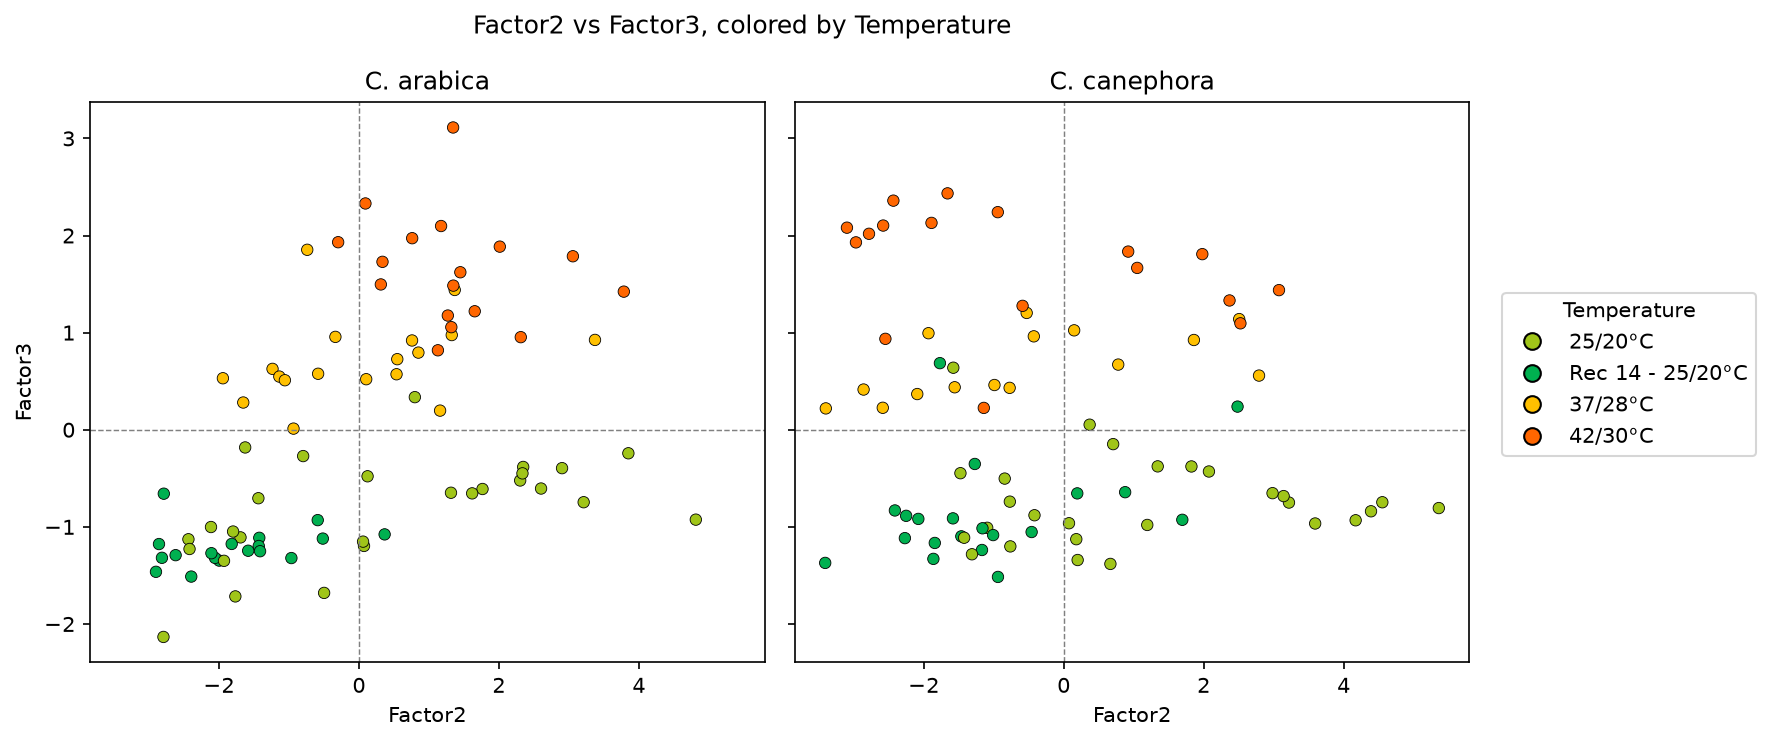 Factor2 vs Factor3, colored by Temperature
C. arabica
C. canephora
3
2
1
0
−1
−2
Factor3
−2
0
2
4
−2
0
2
4
Factor2
Factor2
Temperature
25/20°C
Rec 14 - 25/20°C
37/28°C
42/30°C